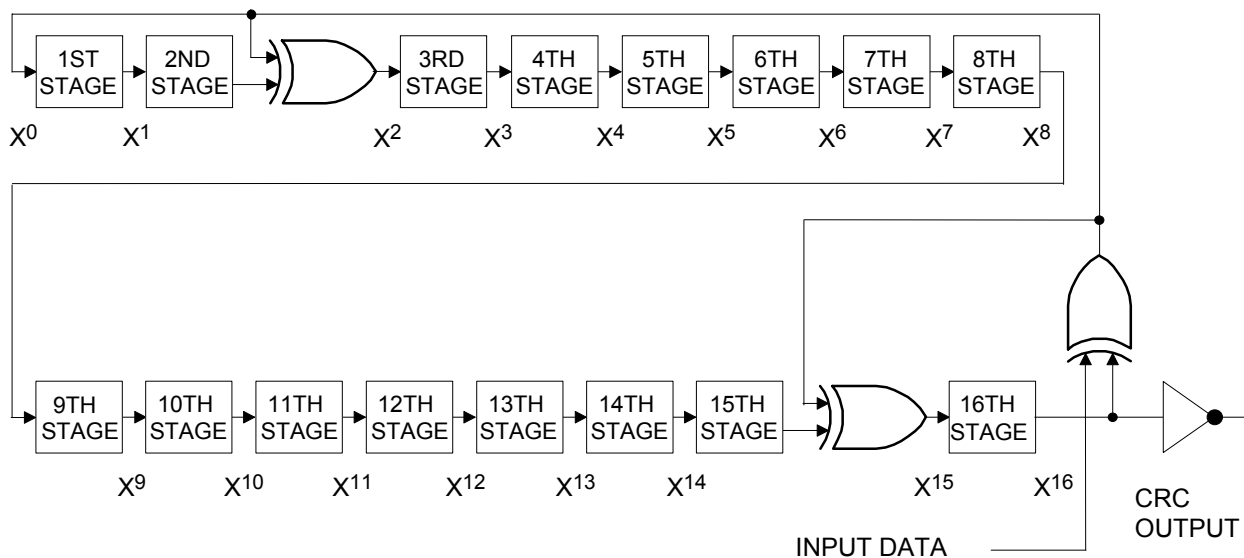 1ST
STAGE
2ND
STAGE
3RD
STAGE
4TH
STAGE
5TH
STAGE
6TH
STAGE
7TH
STAGE
8TH
STAGE
X⁰
X¹
X²
X³
X⁴
X⁵
X⁶
X⁷
X⁸
9TH
STAGE
10TH
STAGE
11TH
STAGE
12TH
STAGE
13TH
STAGE
14TH
STAGE
15TH
STAGE
16TH
STAGE
X⁹
X¹⁰
X¹¹
X¹²
X¹³
X¹⁴
X¹⁵
X¹⁶
CRC
OUTPUT
INPUT DATA